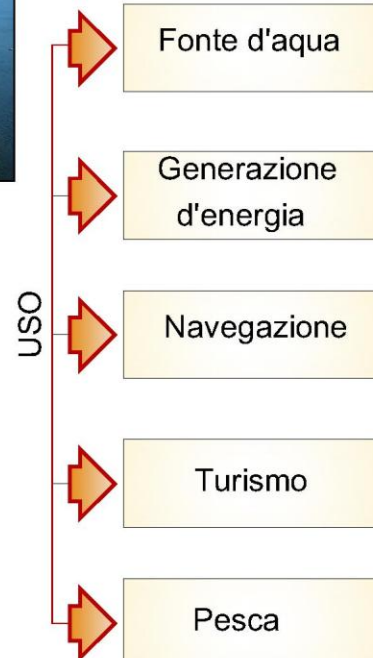 USO
Fonte d'aqua
Generazione
d'energia
Navegazione
Turismo
Pesca